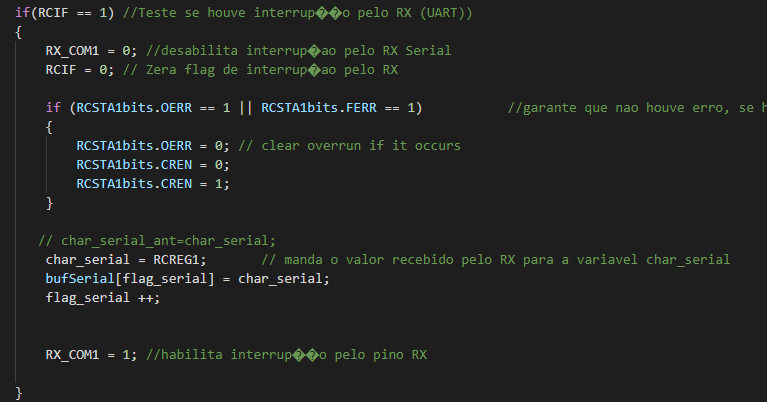 if(RCIF == 1) //Teste se houve interrup��o pelo RX (UART))
{
RX_COM1 = 0; //desabilita interrup�ao pelo RX Serial
RCIF = 0; // Zera flag de interrup�ao pelo RX
if (RCSTA1bits.OERR == 1 || RCSTA1bits.FERR == 1) //garante que nao houve erro, se h
{
RCSTA1bits.OERR = 0; // clear overrun if it occurs
RCSTA1bits.CREN = 0;
RCSTA1bits.CREN = 1;
}
// char_serial_ant=char_serial;
char_serial = RCREG1; // manda o valor recebido pelo RX para a variavel char_serial
bufSerial[flag_serial] = char_serial;
flag_serial ++;
RX_COM1 = 1; //habilita interrup��o pelo pino RX
}